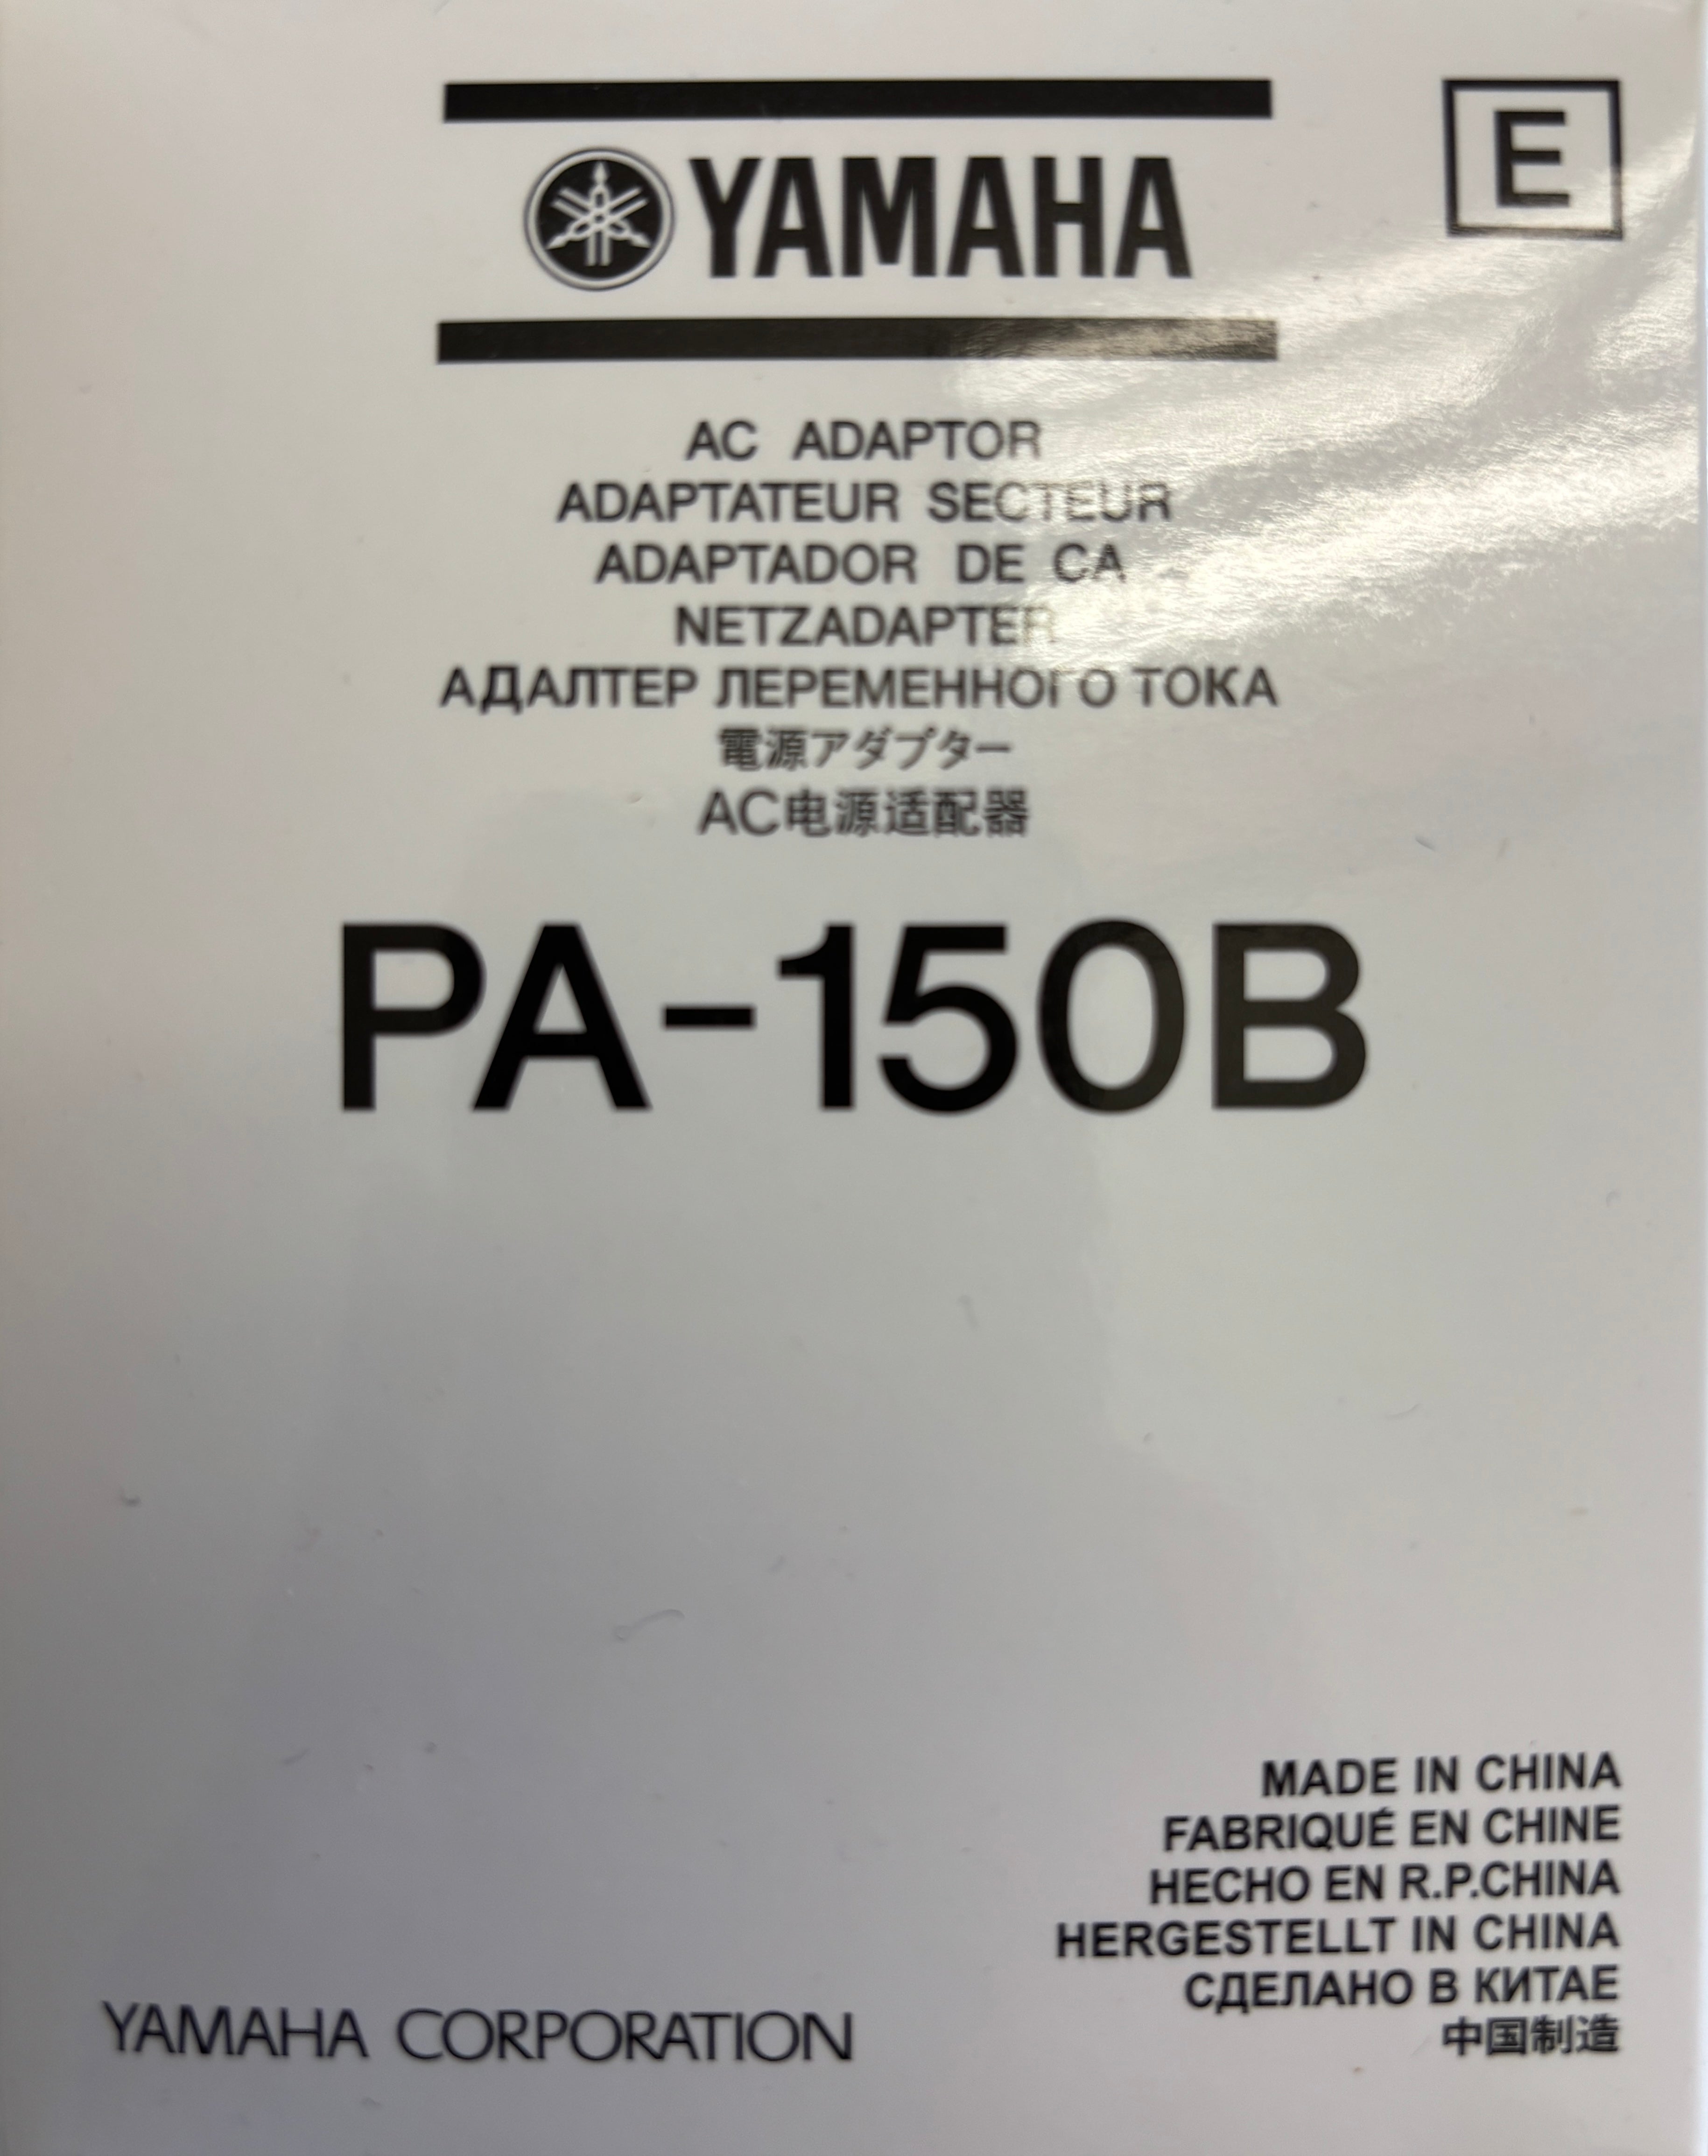 YAMAHA
E
AC ADAPTOR
ADAPTATEUR SECTEUR
ADAPTADOR DE CA
NETZADAPTER
АДАЛТЕР ЛЕРЕМЕННОГО ТОКА
電源アダプター
AC电源适配器
PA-150B
MADE IN CHINA
FABRIQUÉ EN CHINE
HECHO EN R.P.CHINA
HERGESTELLT IN CHINA
СДЕЛАНО В КИТАЕ
中国制造
YAMAHA CORPORATION